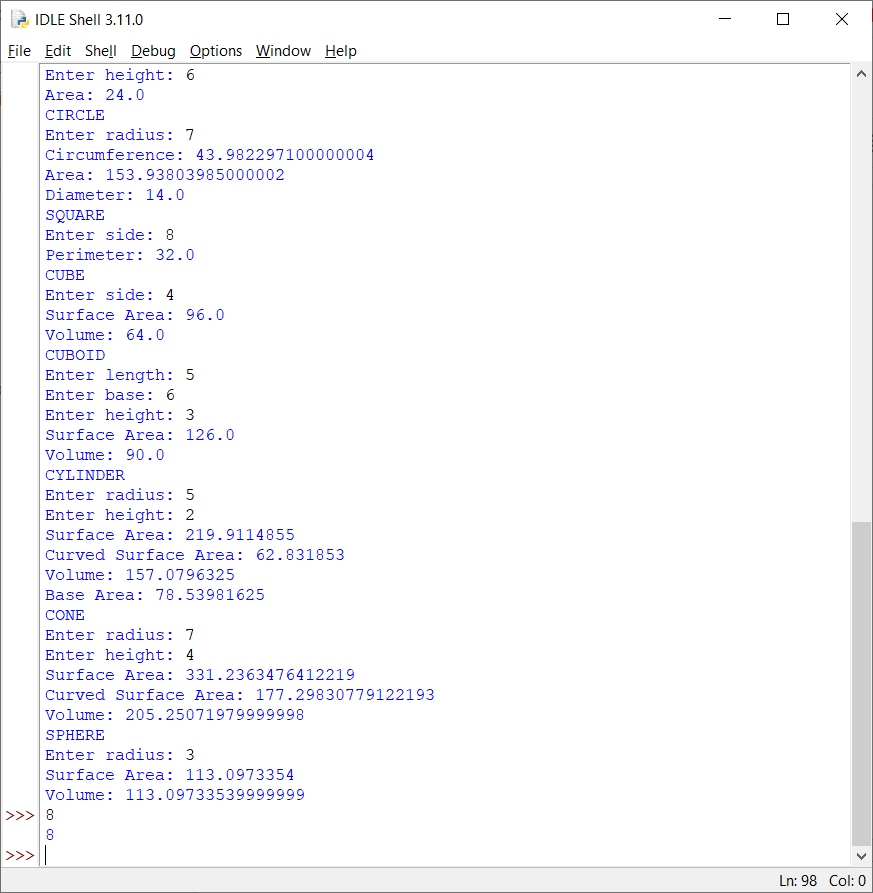 IDLE Shell 3.11.0
File Edit Shell Debug Options Window Help
Enter height: 6
Area: 24.0
CIRCLE
Enter radius: 7
Circumference: 43.982297100000004
Area: 153.93803985000002
Diameter: 14.0
SQUARE
Enter side: 8
Perimeter: 32.0
CUBE
Enter side: 4
Surface Area: 96.0
Volume: 64.0
CUBOID
Enter length: 5
Enter base: 6
Enter height: 3
Surface Area: 126.0
Volume: 90.0
CYLINDER
Enter radius: 5
Enter height: 2
Surface Area: 219.9114855
Curved Surface Area: 62.831853
Volume: 157.0796325
Base Area: 78.53981625
CONE
Enter radius: 7
Enter height: 4
Surface Area: 331.2363476412219
Curved Surface Area: 177.29830779122193
Volume: 205.25071979999998
SPHERE
Enter radius: 3
Surface Area: 113.0973354
Volume: 113.09733539999999
>>> 8
8
>>>
Ln: 98 Col: 0